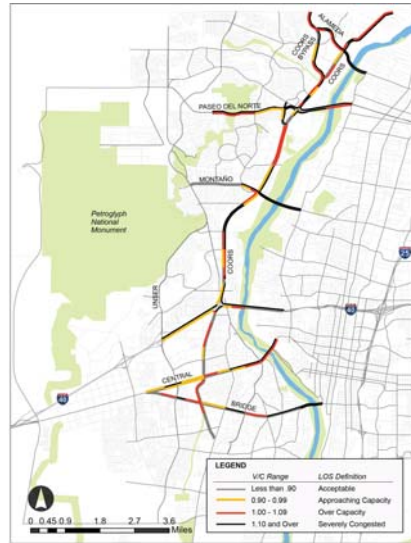 ALAMEDA
COORS
BYPASS
COORS
PASEO DEL NORTE
MONTAÑO
Petroglyph
National
Monument
COORS
UNSER
25
40
CENTRAL
BRIDGE
40
LEGEND
V/C Range LOS Definition
Less than .90 Acceptable
0.90 - 0.99 Approaching Capacity
1.00 - 1.09 Over Capacity
1.10 and Over Severely Congested
0 0.45 0.9 1.8 2.7 3.6
Miles